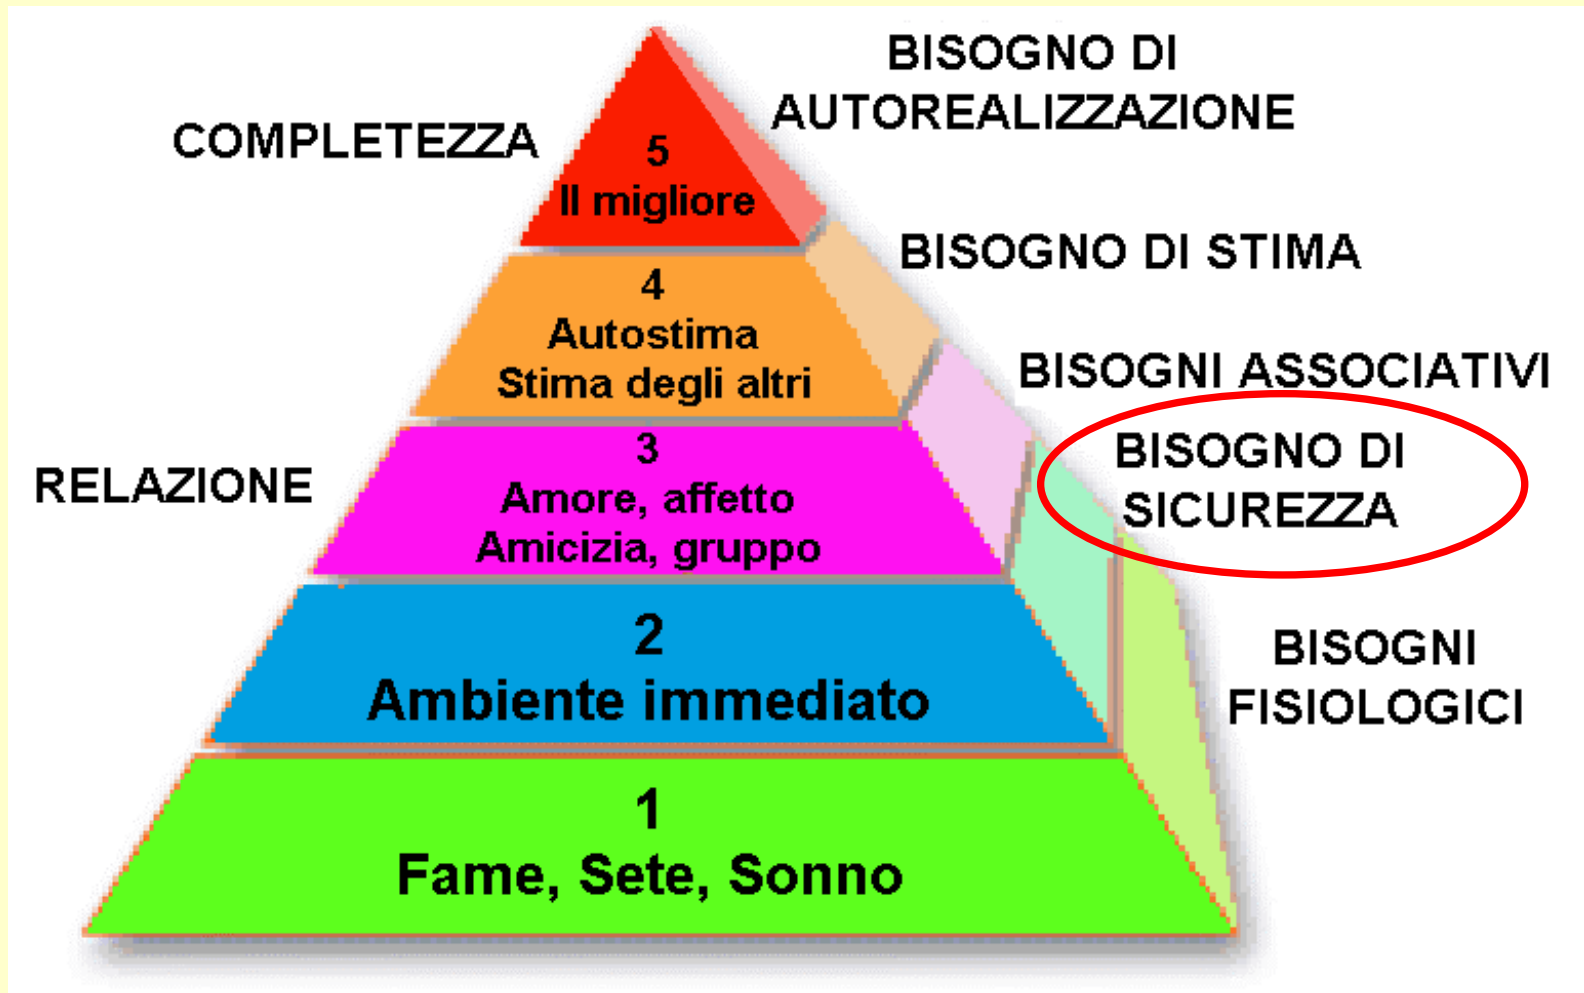 BISOGNO DI
AUTOREALIZZAZIONE
COMPLETEZZA
5
Il migliore
BISOGNO DI STIMA
4
Autostima
Stima degli altri
BISOGNI ASSOCIATIVI
RELAZIONE
3
Amore, affetto
Amicizia, gruppo
BISOGNO DI
SICUREZZA
2
Ambiente immediato
BISOGNI
FISIOLOGICI
1
Fame, Sete, Sonno